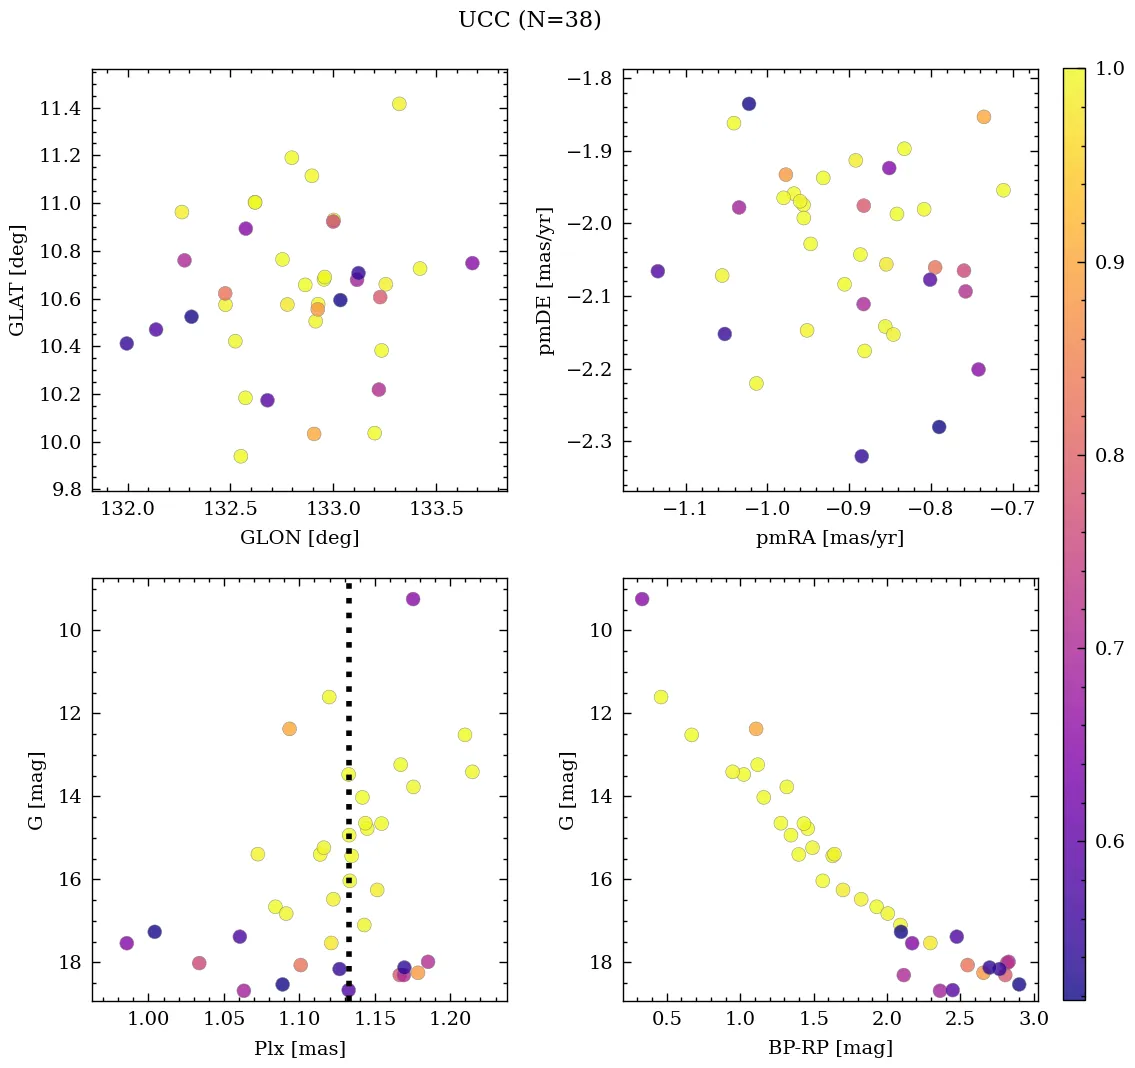 UCC (N=38)
11.4
11.2
11.0
10.8
10.6
10.4
10.2
10.0
9.8
GLAT [deg]
132.0 132.5 133.0 133.5
GLON [deg]
−1.8
−1.9
−2.0
−2.1
−2.2
−2.3
pmDE [mas/yr]
−1.1 −1.0 −0.9 −0.8 −0.7
pmRA [mas/yr]
10
12
14
16
18
G [mag]
1.00 1.05 1.10 1.15 1.20
Plx [mas]
10
12
14
16
18
G [mag]
0.5 1.0 1.5 2.0 2.5 3.0
BP-RP [mag]
1.0
0.9
0.8
0.7
0.6